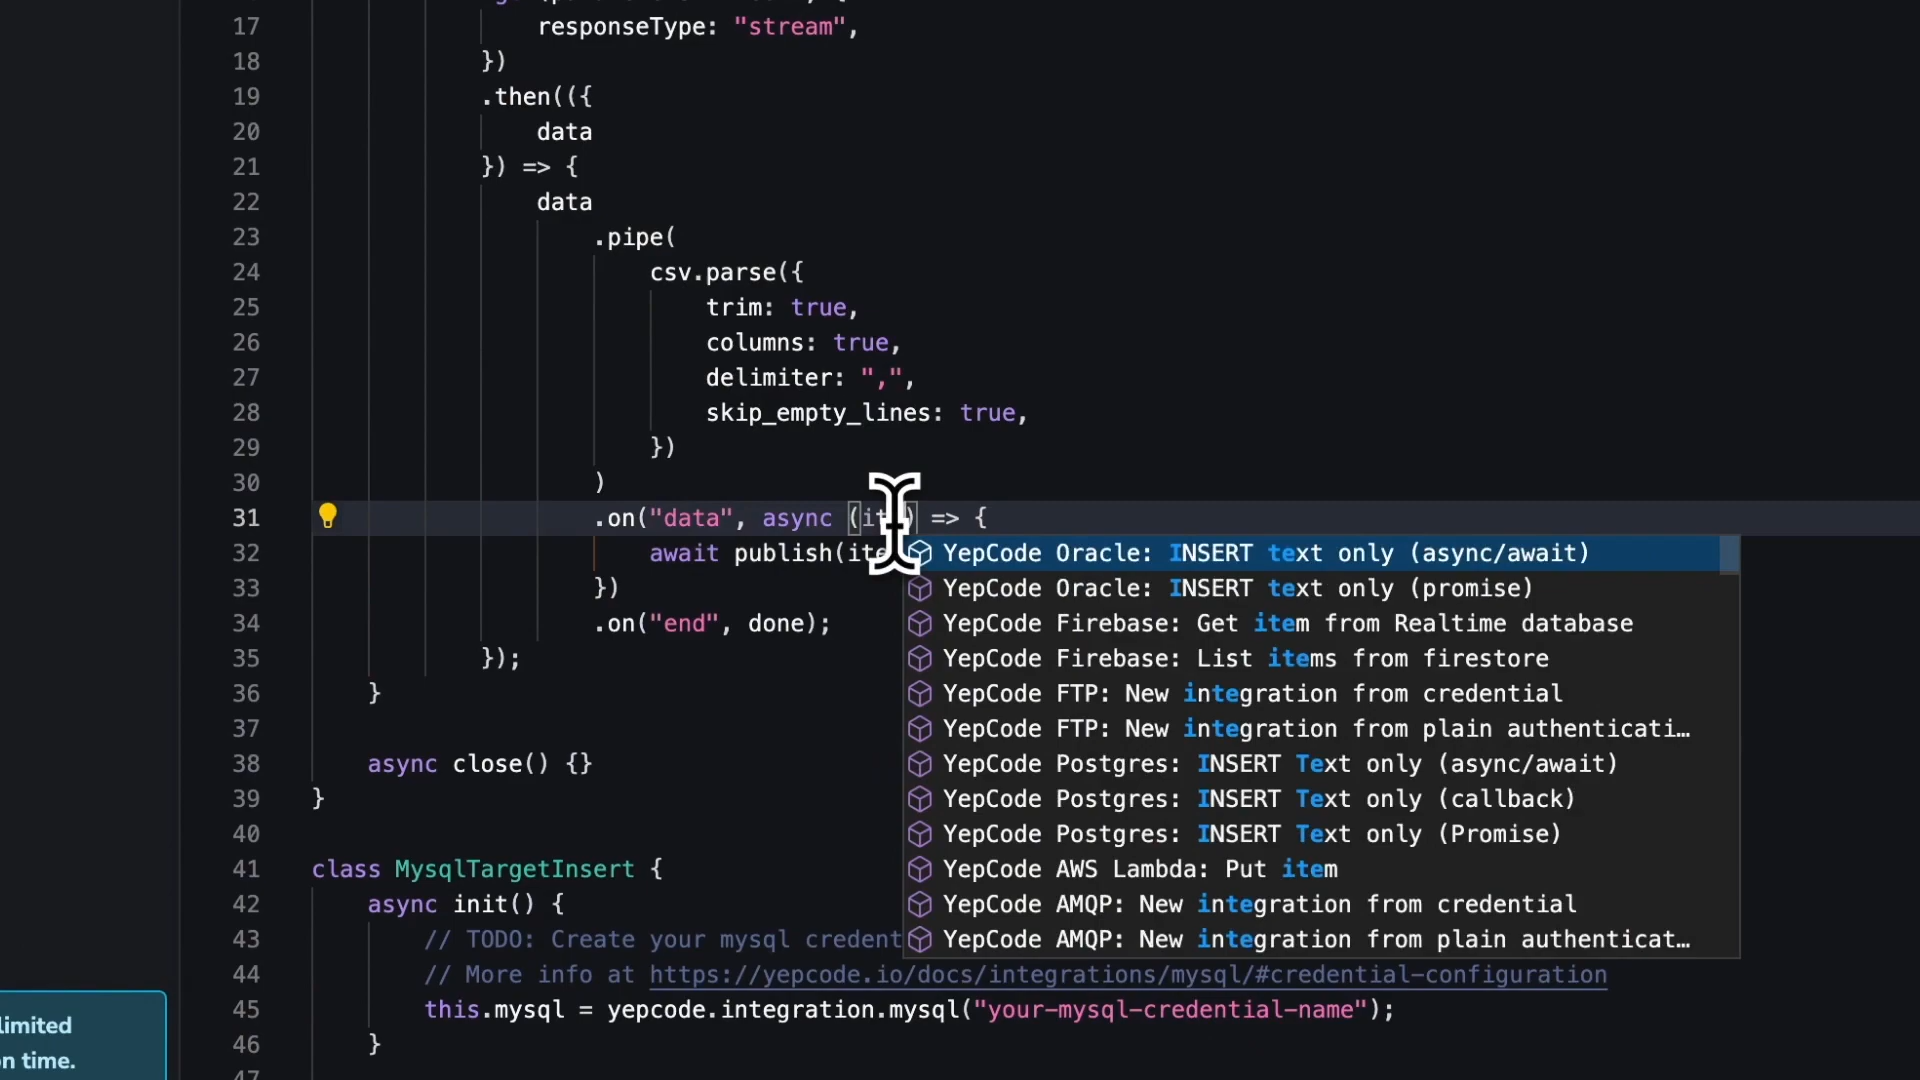 17 responseType: "stream",
18 })
19 .then(({
20 data
21 }) => {
22 data
23 .pipe(
24 csv.parse({
25 trim: true,
26 columns: true,
27 delimiter: ",",
28 skip_empty_lines: true,
29 })
30 )
31 .on("data", async (it) => {
32 await publish(ite
33 })
34 .on("end", done);
35 });
36 }
37
38 async close() {}
39 }
40
41 class MysqlTargetInsert {
42 async init() {
43 // TODO: Create your mysql credent
44 // More info at https://yepcode.io/docs/integrations/mysql/#credential-configuration
45 this.mysql = yepcode.integration.mysql("your-mysql-credential-name");
46 }
47
YepCode Oracle: INSERT text only (async/await)
YepCode Oracle: INSERT text only (promise)
YepCode Firebase: Get item from Realtime database
YepCode Firebase: List items from firestore
YepCode FTP: New integration from credential
YepCode FTP: New integration from plain authenticati…
YepCode Postgres: INSERT Text only (async/await)
YepCode Postgres: INSERT Text only (callback)
YepCode Postgres: INSERT Text only (Promise)
YepCode AWS Lambda: Put item
YepCode AMQP: New integration from credential
YepCode AMQP: New integration from plain authenticat…
limited
on time.